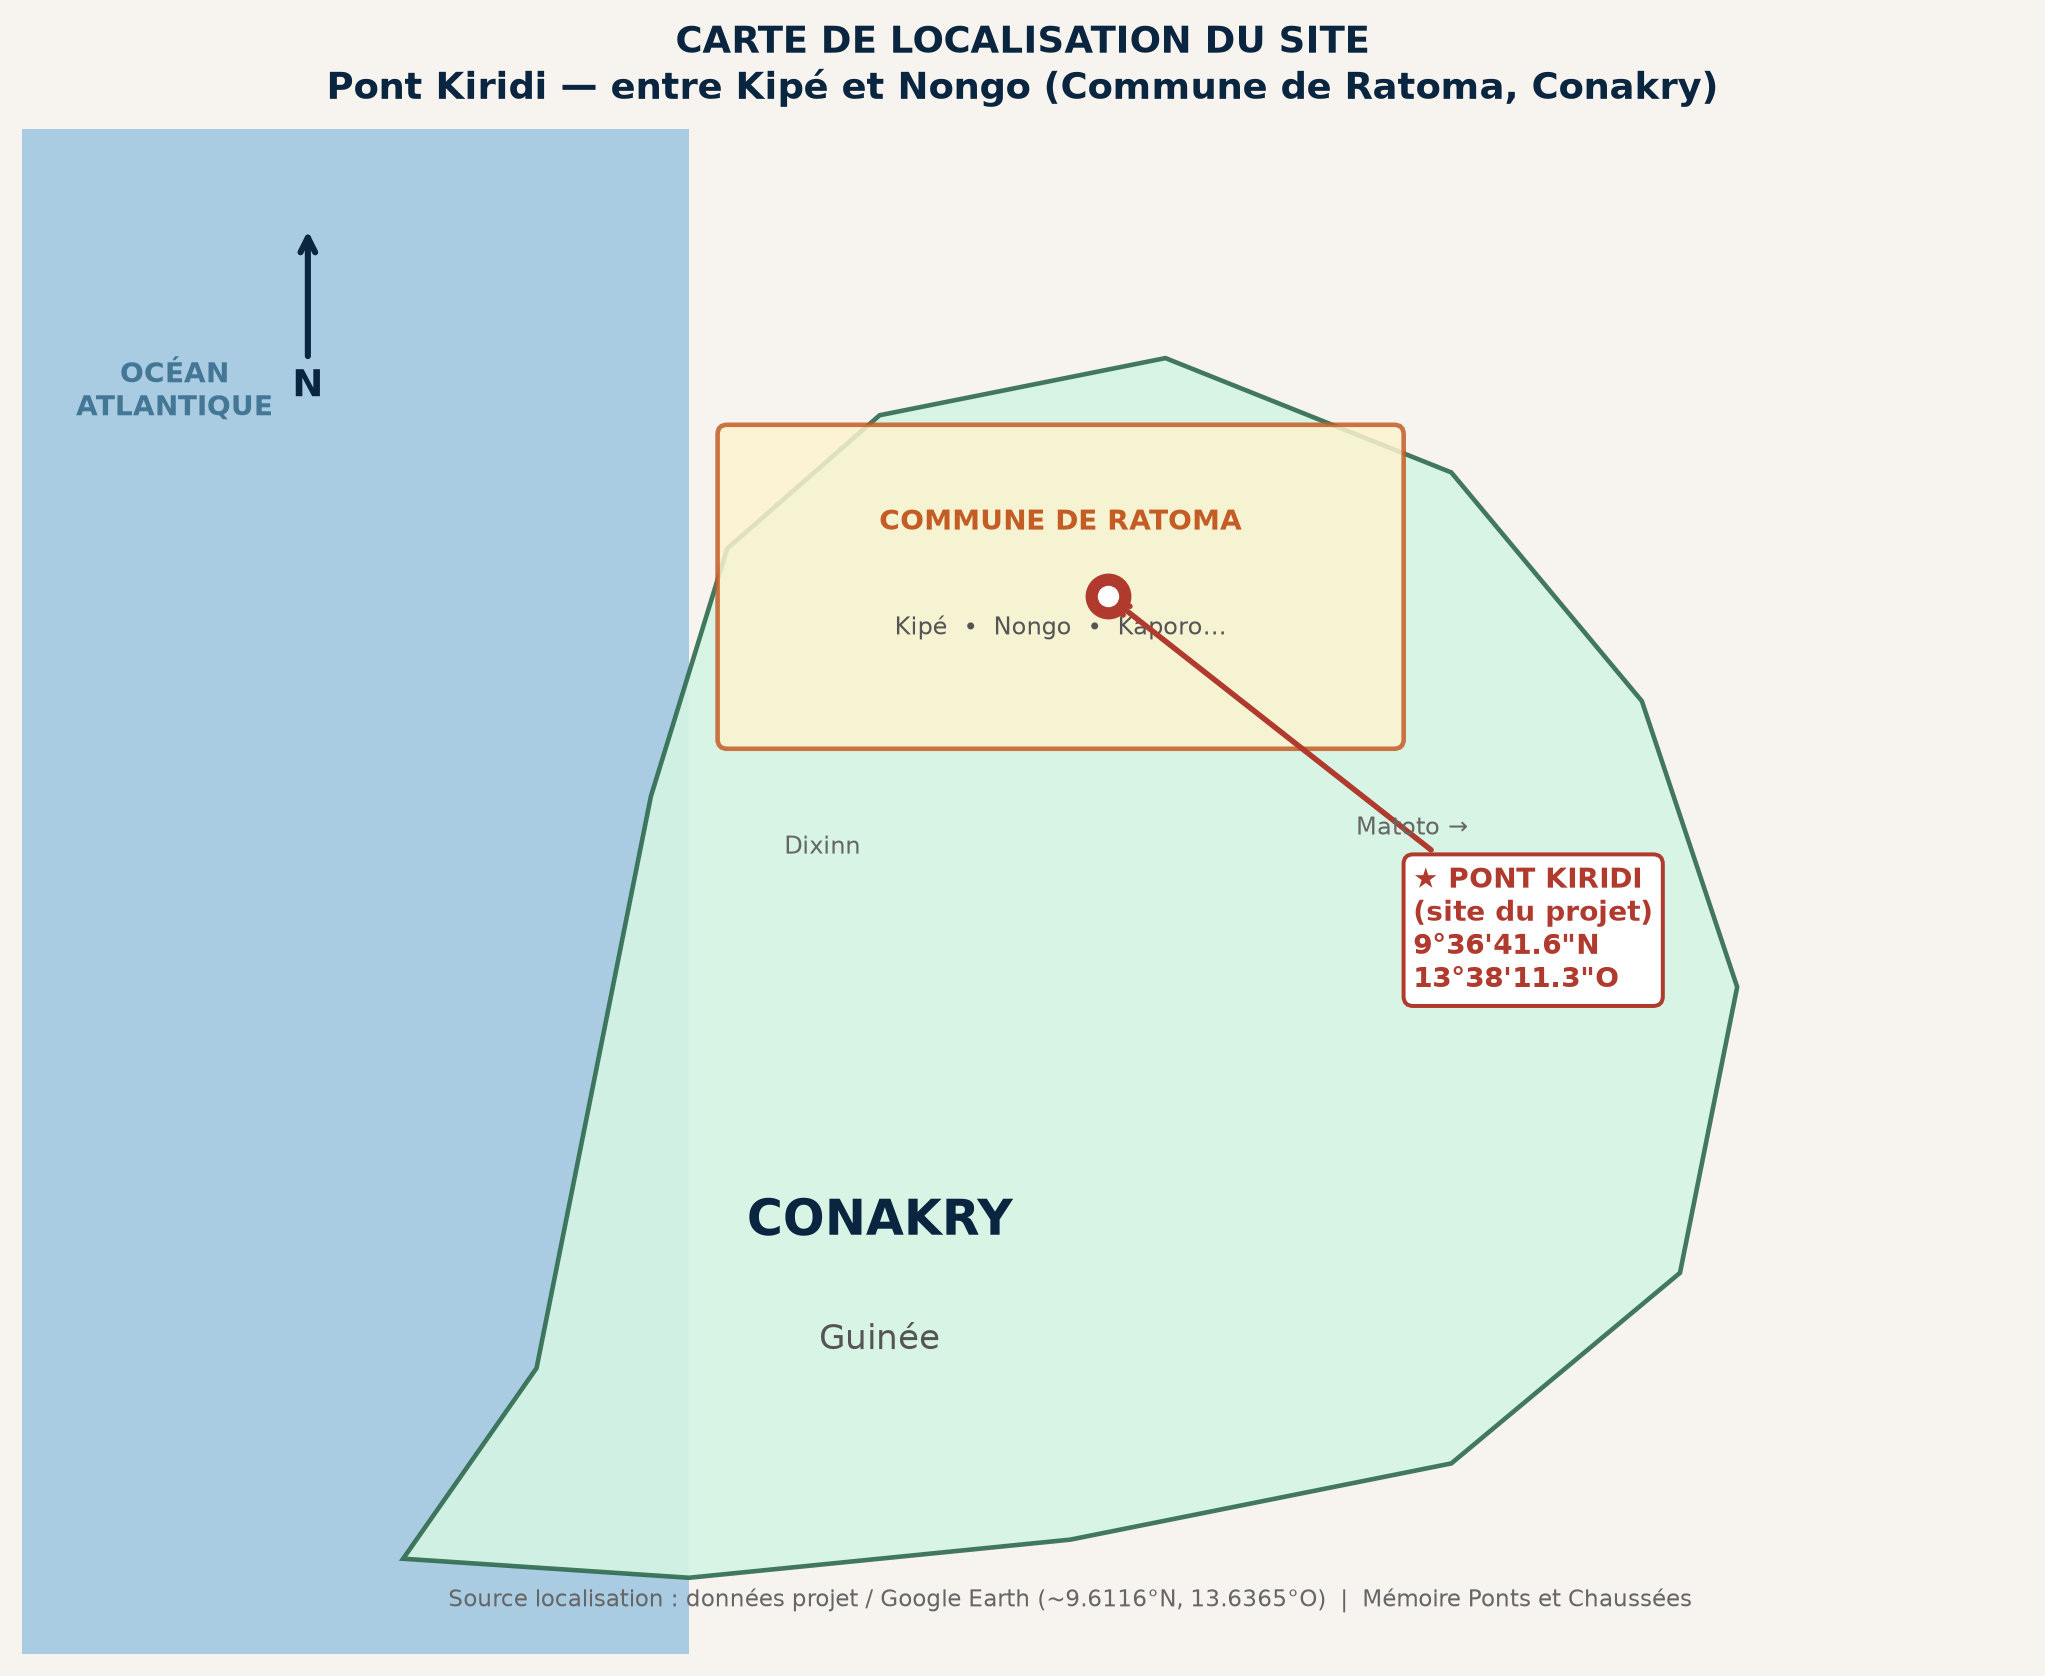 CARTE DE LOCALISATION DU SITE
Pont Kiridi — entre Kipé et Nongo (Commune de Ratoma, Conakry)
OCÉAN
ATLANTIQUE
N
COMMUNE DE RATOMA
Kipé • Nongo • Kaporo...
Matoto →
Dixinn
★ PONT KIRIDI
(site du projet)
9°36'41.6"N
13°38'11.3"O
CONAKRY
Guinée
Source localisation : données projet / Google Earth (~9.6116°N, 13.6365°O) | Mémoire Ponts et Chaussées